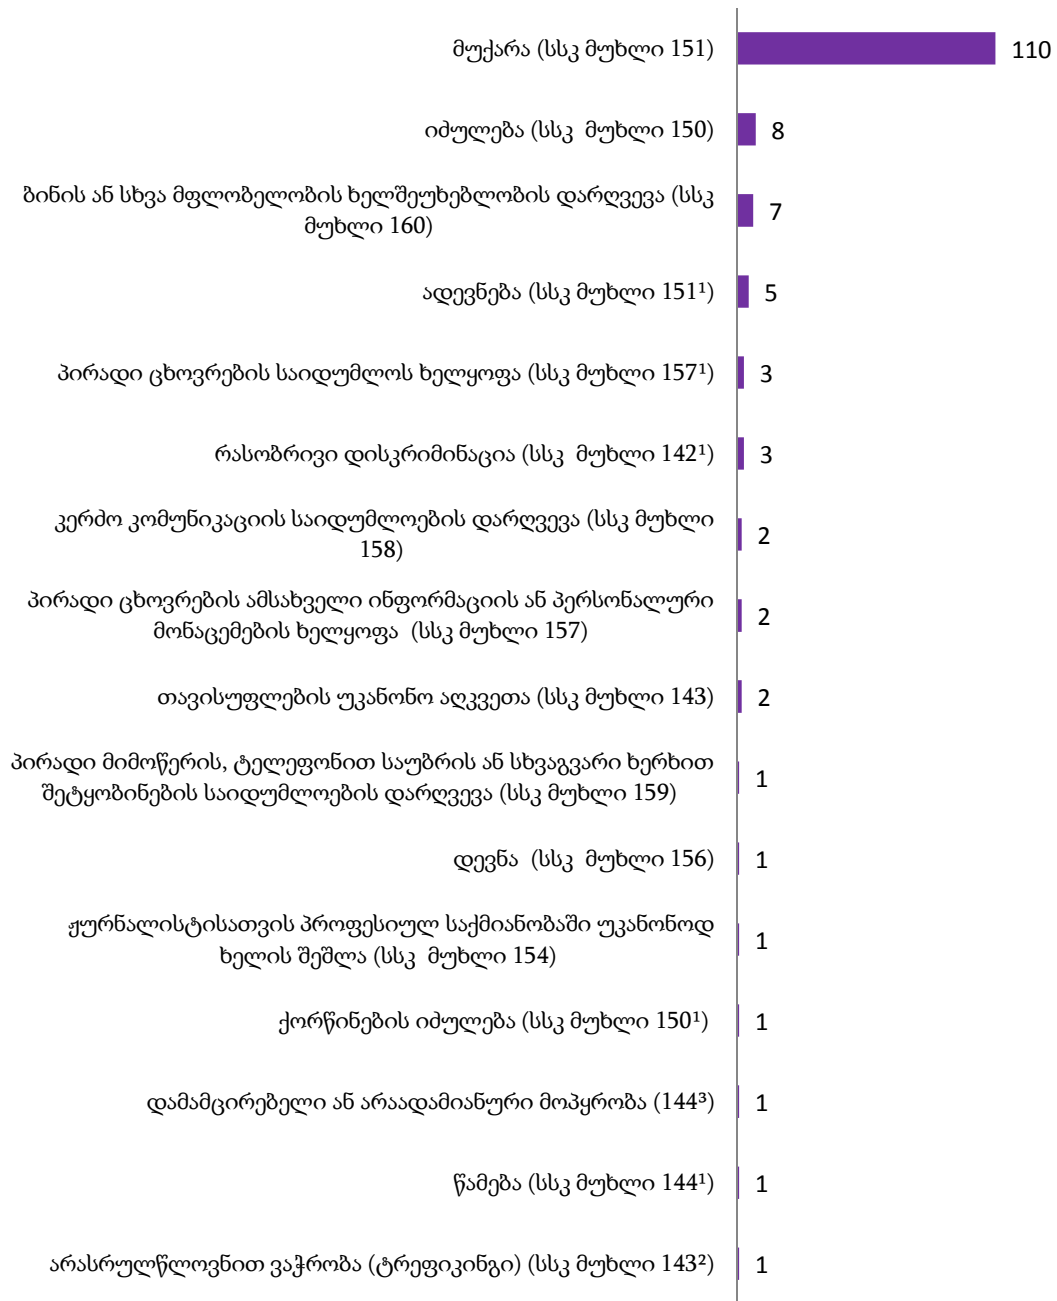 მუქარა (სსკ მუხლი 151)
110
იძულება (სსკ მუხლი 150)
8
ბინის ან სხვა მფლობელობის ხელშეუხებლობის დარღვევა (სსკ
მუხლი 160)
7
ადევნება (სსკ მუხლი 151¹)
5
პირადი ცხოვრების საიდუმლოს ხელყოფა (სსკ მუხლი 157¹)
3
რასობრივი დისკრიმინაცია (სსკ მუხლი 142¹)
3
კერძო კომუნიკაციის საიდუმლოების დარღვევა (სსკ მუხლი
158)
2
პირადი ცხოვრების ამსახველი ინფორმაციის ან პერსონალური
მონაცემების ხელყოფა (სსკ მუხლი 157)
2
თავისუფლების უკანონო აღკვეთა (სსკ მუხლი 143)
2
პირადი მიმოწერის, ტელეფონით საუბრის ან სხვაგვარი ხერხით
შეტყობინების საიდუმლოების დარღვევა (სსკ მუხლი 159)
1
დევნა (სსკ მუხლი 156)
1
ჟურნალისტისათვის პროფესიულ საქმიანობაში უკანონოდ
ხელის შეშლა (სსკ მუხლი 154)
1
ქორწინების იძულება (სსკ მუხლი 150¹)
1
დამამცირებელი ან არაადამიანური მოპყრობა (144³)
1
წამება (სსკ მუხლი 144¹)
1
არასრულწლოვნით ვაჭრობა (ტრეფიკინგი) (სსკ მუხლი 143²)
1